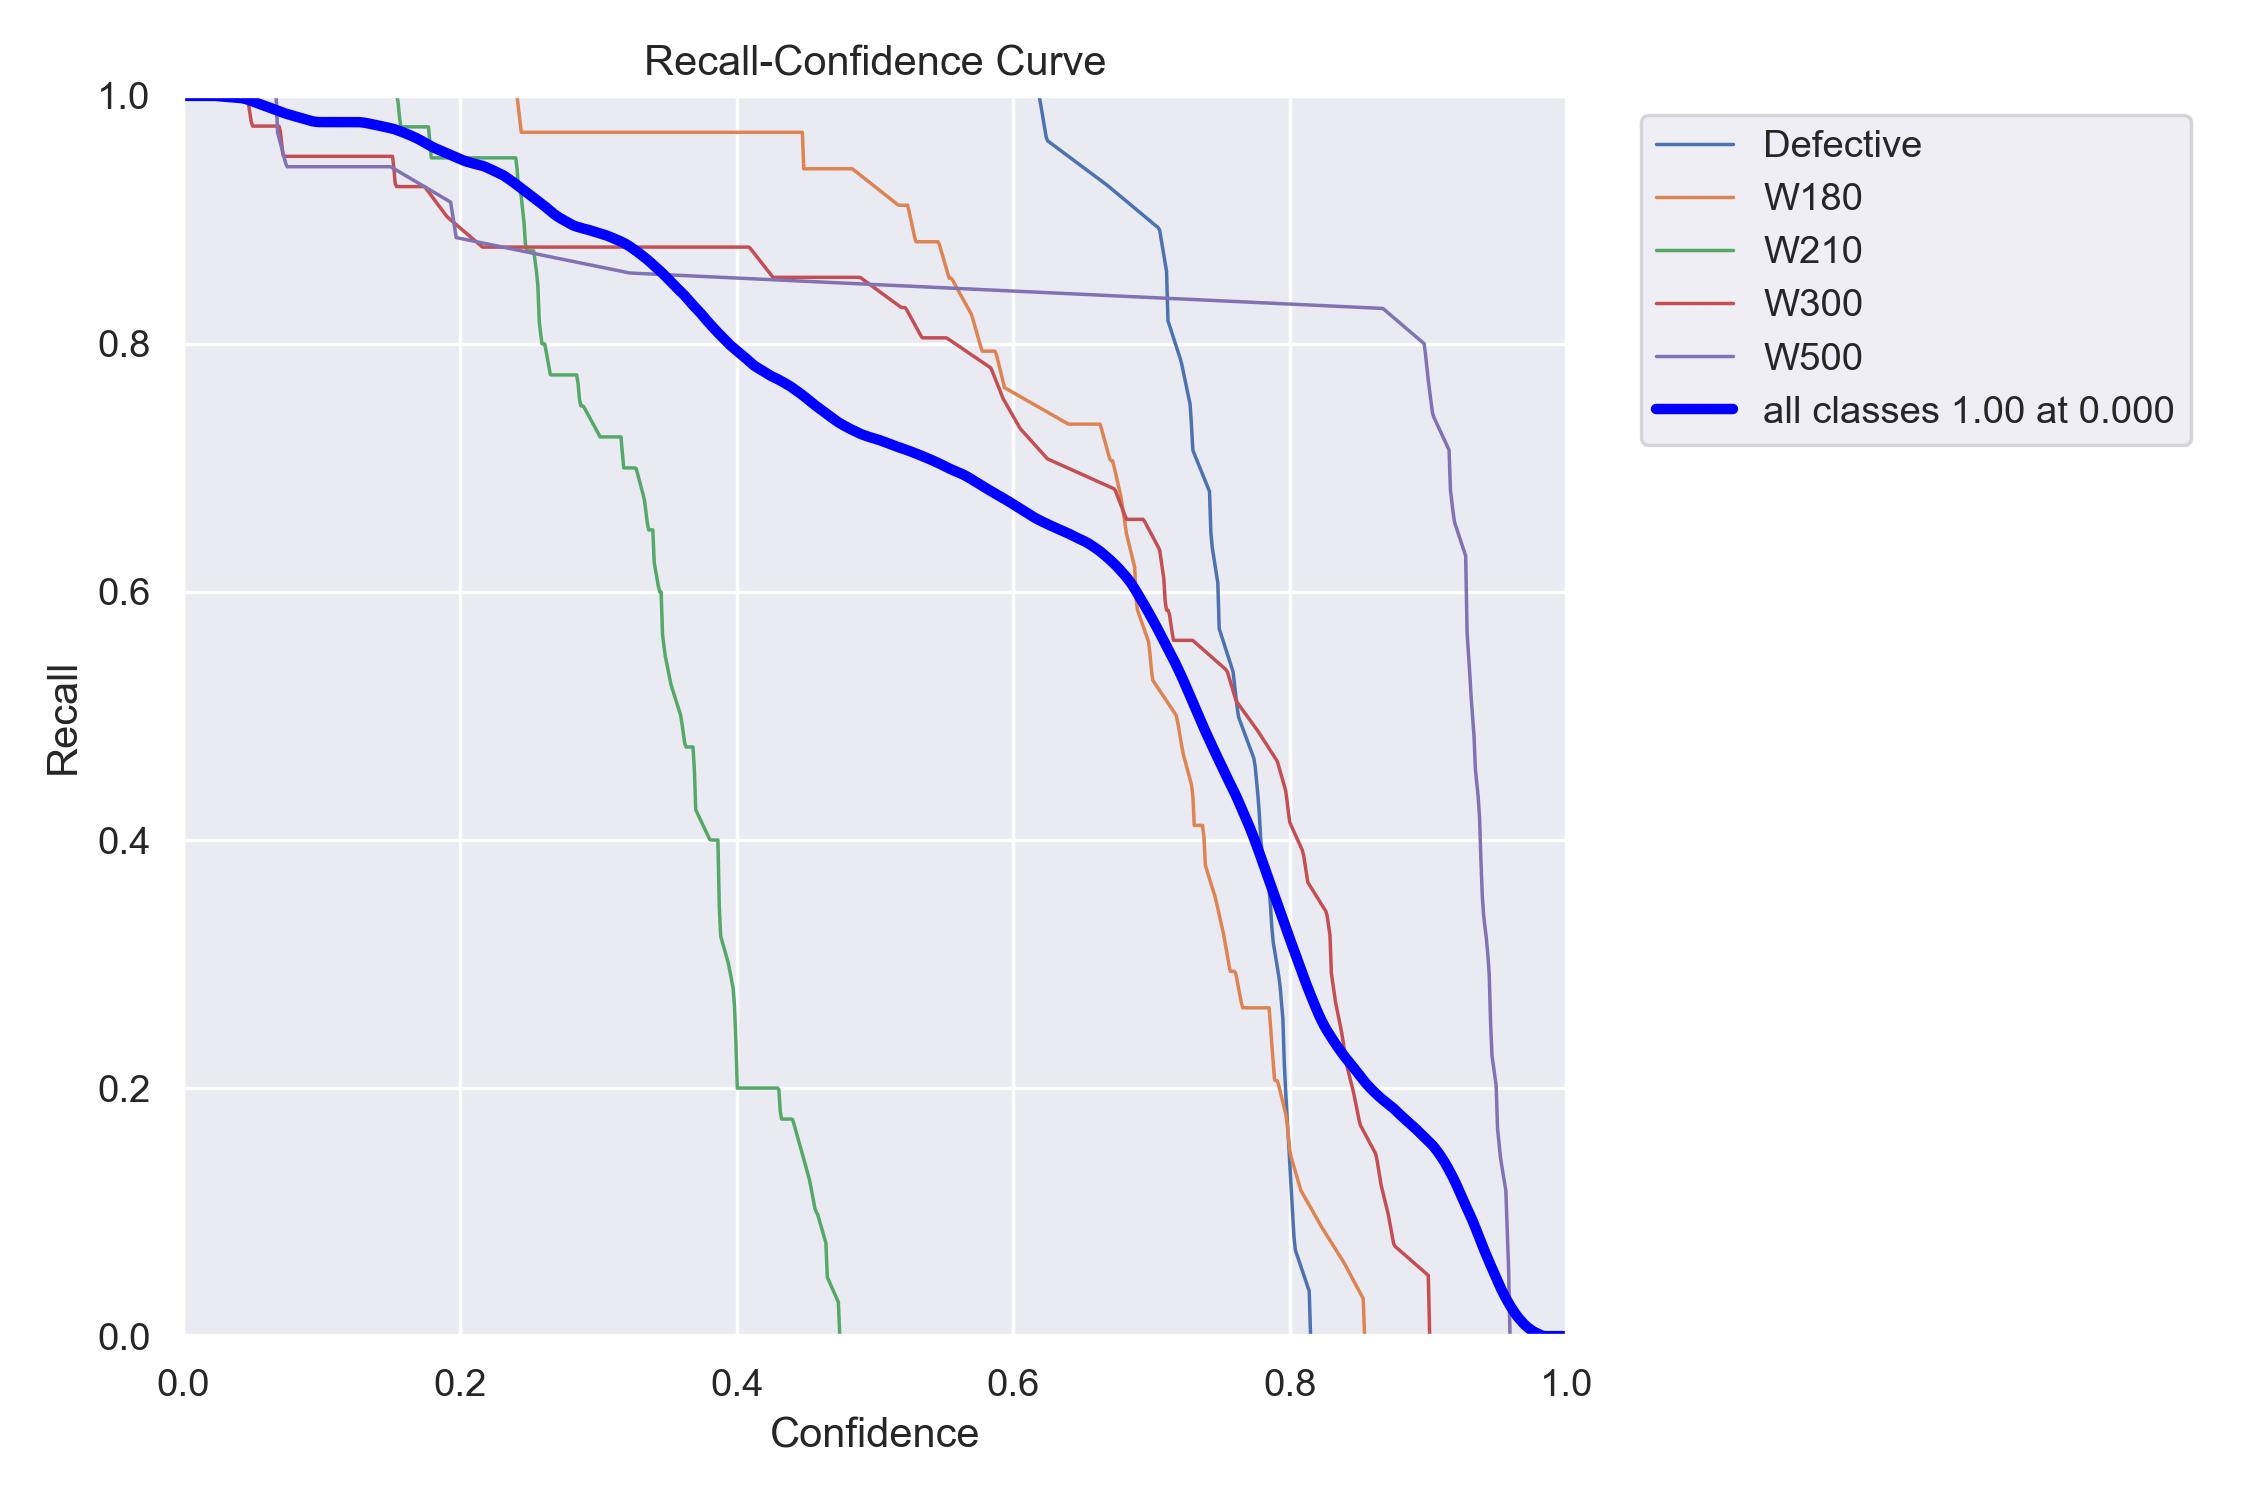 Recall-Confidence Curve
1.0
0.8
0.6
0.4
0.2
0.0
Recall
0.0 0.2 0.4 0.6 0.8 1.0
Confidence
Defective
W180
W210
W300
W500
all classes 1.00 at 0.000